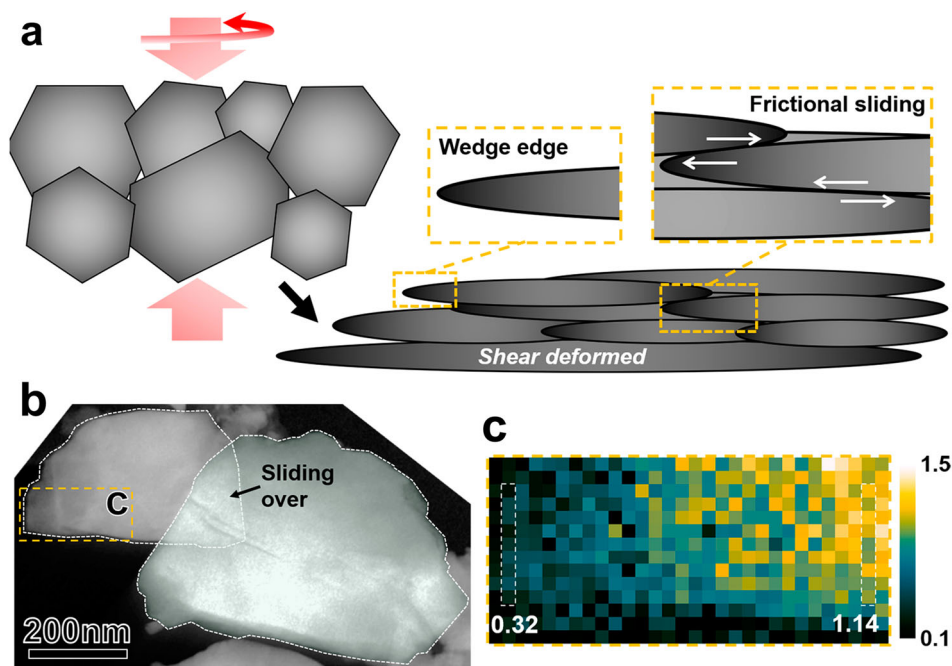 a
Wedge edge
Frictional sliding
Shear deformed
b
Sliding
over
C
200nm
c
0.32
1.14
1.5
0.1